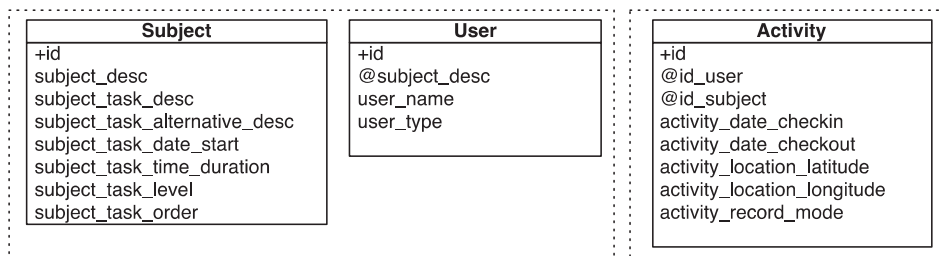 Subject
+id
subject_desc
subject_task_desc
subject_task_alternative_desc
subject_task_date_start
subject_task_time_duration
subject_task_level
subject_task_order
User
+id
@subject_desc
user_name
user_type
Activity
+id
@id_user
@id_subject
activity_date_checkin
activity_date_checkout
activity_location_latitude
activity_location_longitude
activity_record_mode